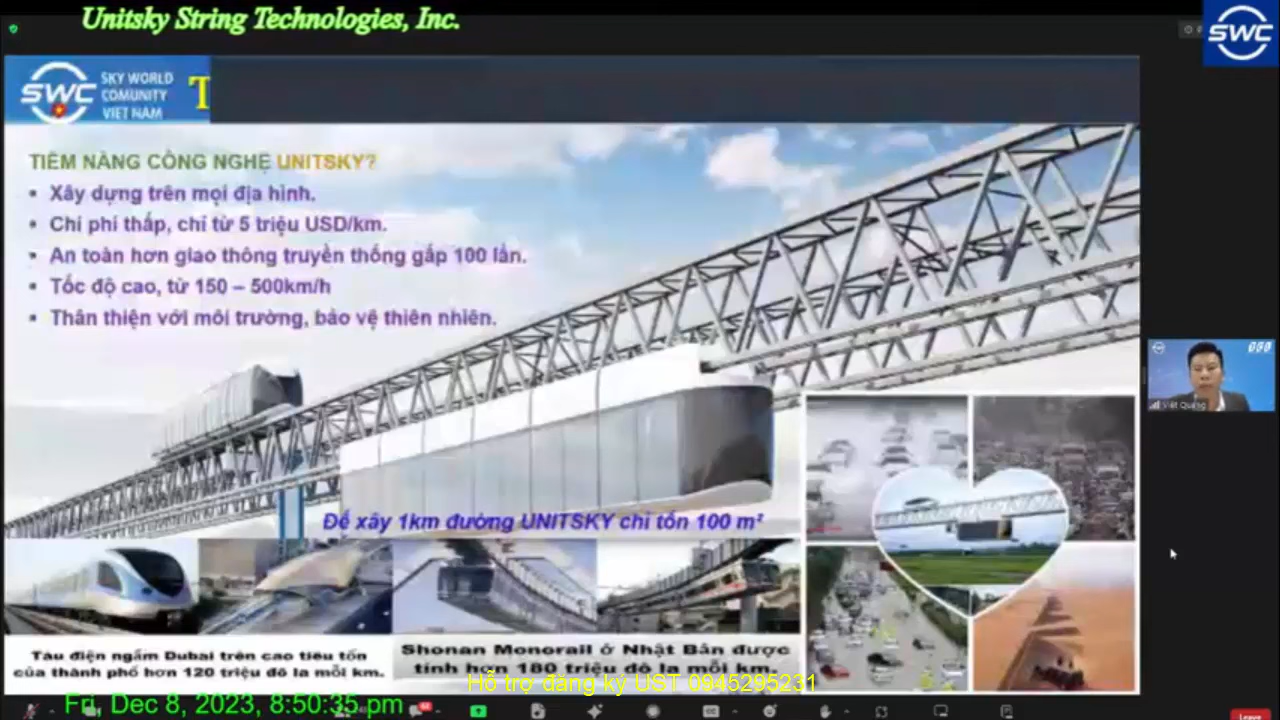 Unitsky String Technologies, Inc.
SWC
SWC
SKY WORLD
COMUNITY
VIET NAM
T
TIỀM NĂNG CÔNG NGHỆ UNITSKY?
▪ Xây dựng trên mọi địa hình.
▪ Chi phí thấp, chỉ từ 5 triệu USD/km.
▪ An toàn hơn giao thông truyền thống gấp 100 lần.
▪ Tốc độ cao, từ 150 – 500km/h
▪ Thân thiện với môi trường, bảo vệ thiên nhiên.
Để xây 1km đường UNITSKY chỉ tốn 100 m²
Tàu điện ngầm Dubai trên cao tiêu tốn
của thành phố hơn 120 triệu đô la mỗi km.
Shonan Monorail ở Nhật Bản được
tính hơn 180 triệu đô la mỗi km.
Việt Quang
Hỗ trợ đăng ký UST 0945295231
Fri, Dec 8, 2023, 8:50:35 pm
Leave